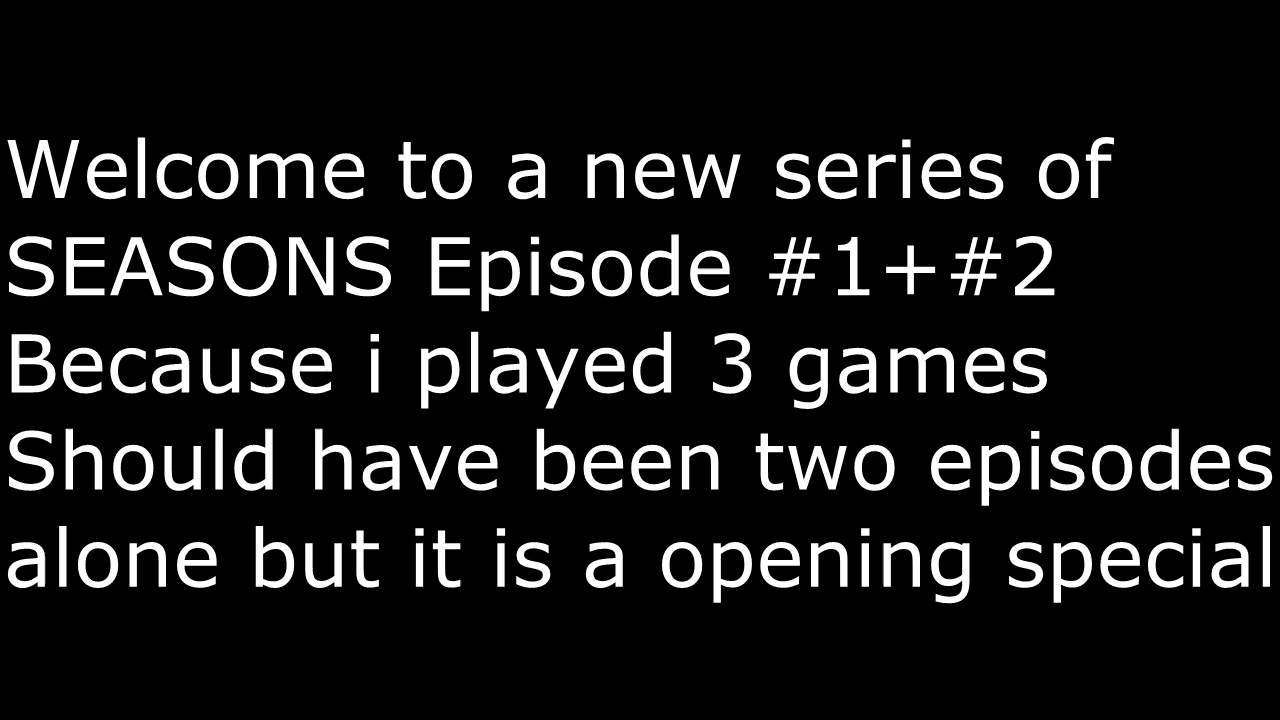 Welcome to a new series of
SEASONS Episode #1+#2
Because i played 3 games
Should have been two episodes
alone but it is a opening special